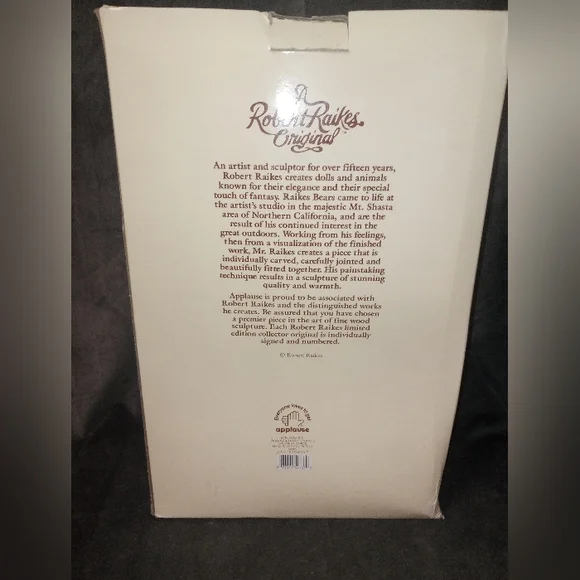 A
Robert Raikes
Original™
An artist and sculptor for over fifteen years,
Robert Raikes creates dolls and animals
known for their elegance and their special
touch of fantasy. Raikes Bears came to life at
the artist's studio in the majestic Mt. Shasta
area of Northern California, and are the
result of his continued interest in the
great outdoors. Working from his feelings,
then from a visualization of the finished
work, Mr. Raikes creates a piece that is
individually carved, carefully jointed and
beautifully fitted together. His painstaking
technique results in a sculpture of stunning
quality and warmth.
Applause is proud to be associated with
Robert Raikes and the distinguished works
he creates. Be assured that you have chosen
a premier piece in the art of fine wood
sculpture. Each Robert Raikes limited
edition collector original is individually
signed and numbered.
© Robert Raikes
Everyone loves to get
applause